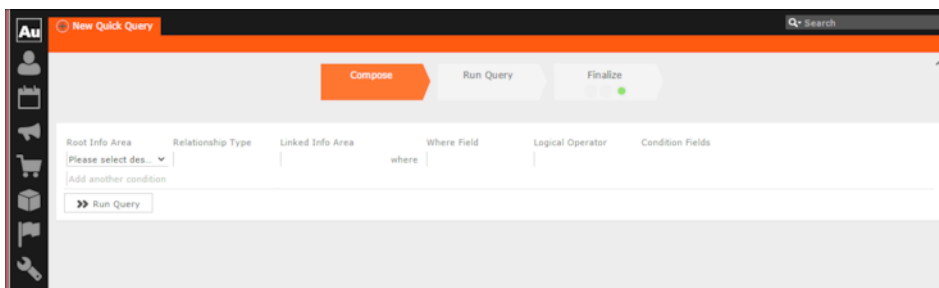 Au
New Quick Query
Search
Compose Run Query Finalize
Root Info Area Relationship Type Linked Info Area Where Field Logical Operator Condition Fields
Please select des... where
Add another condition
Run Query